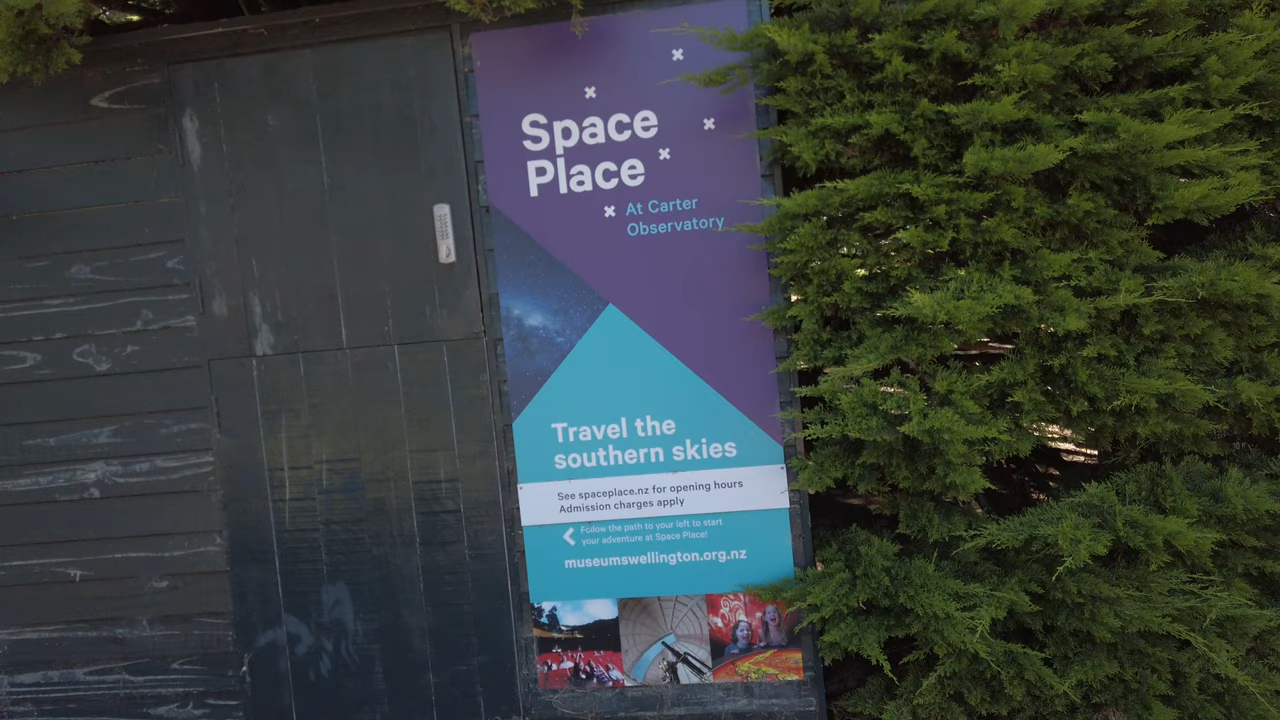 Space
Place
At Carter
Observatory
Travel the
southern skies
See spaceplace.nz for opening hours
Admission charges apply
Follow the path to your left to start
your adventure at Space Place!
museumswellington.org.nz